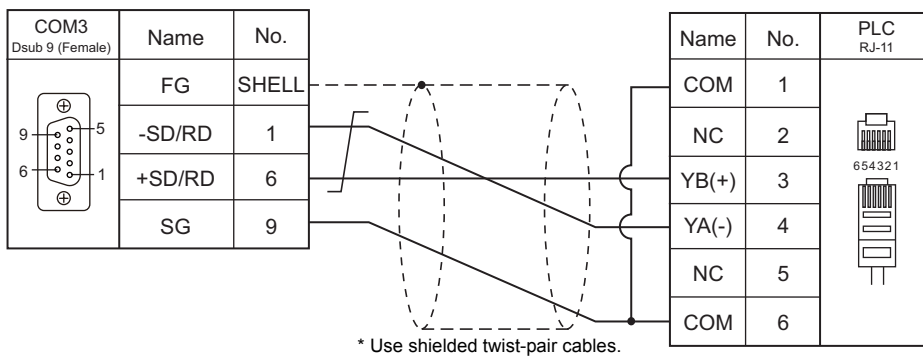 COM3
Dsub 9 (Female)
Name
No.
FG
SHELL
-SD/RD
1
+SD/RD
6
SG
9
9
5
6
1
Name
No.
PLC
RJ-11
COM
1
NC
2
YB(+)
3
YA(-)
4
NC
5
COM
6
654321
* Use shielded twist-pair cables.